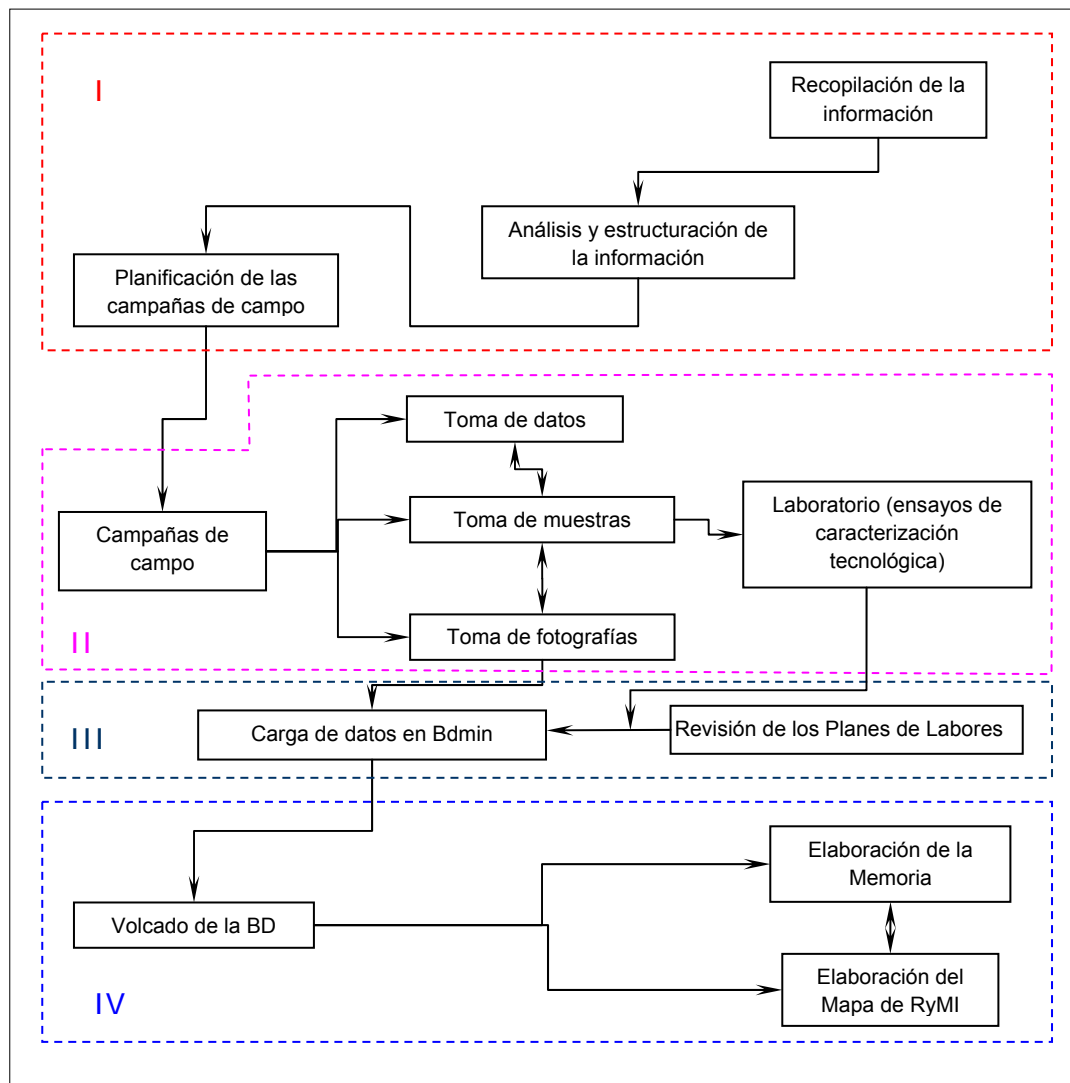 I
Recopilación de la
información
Análisis y estructuración de
la información
Planificación de las
campañas de campo
Toma de datos
Toma de muestras
Laboratorio (ensayos de
caracterización
tecnológica)
Campañas de
campo
Toma de fotografías
II
Carga de datos en Bdmin
Revisión de los Planes de Labores
III
Elaboración de la
Memoria
Volcado de la BD
Elaboración del
Mapa de RyMI
IV